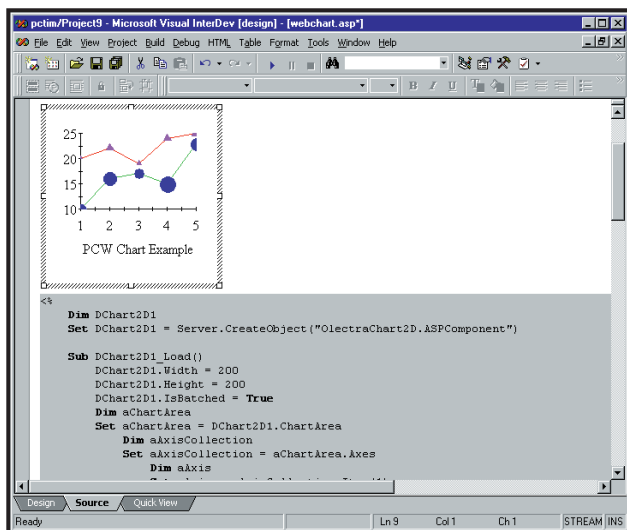 pctim/Project9 - Microsoft Visual InterDev [design] - [webchart.asp*]
File Edit View Project Build Debug HTML Table Format Tools Window Help
B I U
25
20
15
10
1 2 3 4 5
PCW Chart Example
<%
Dim DChart2D1
Set DChart2D1 = Server.CreateObject("OlectraChart2D.ASPComponent")
Sub DChart2D1_Load()
DChart2D1.Width = 200
DChart2D1.Height = 200
DChart2D1.IsBatched = True
Dim aChartArea
Set aChartArea = DChart2D1.ChartArea
Dim aAxisCollection
Set aAxisCollection = aChartArea.Axes
Dim aAxis
Design Source Quick View
Ready Ln 9 Col 1 Ch 1 STREAM INS